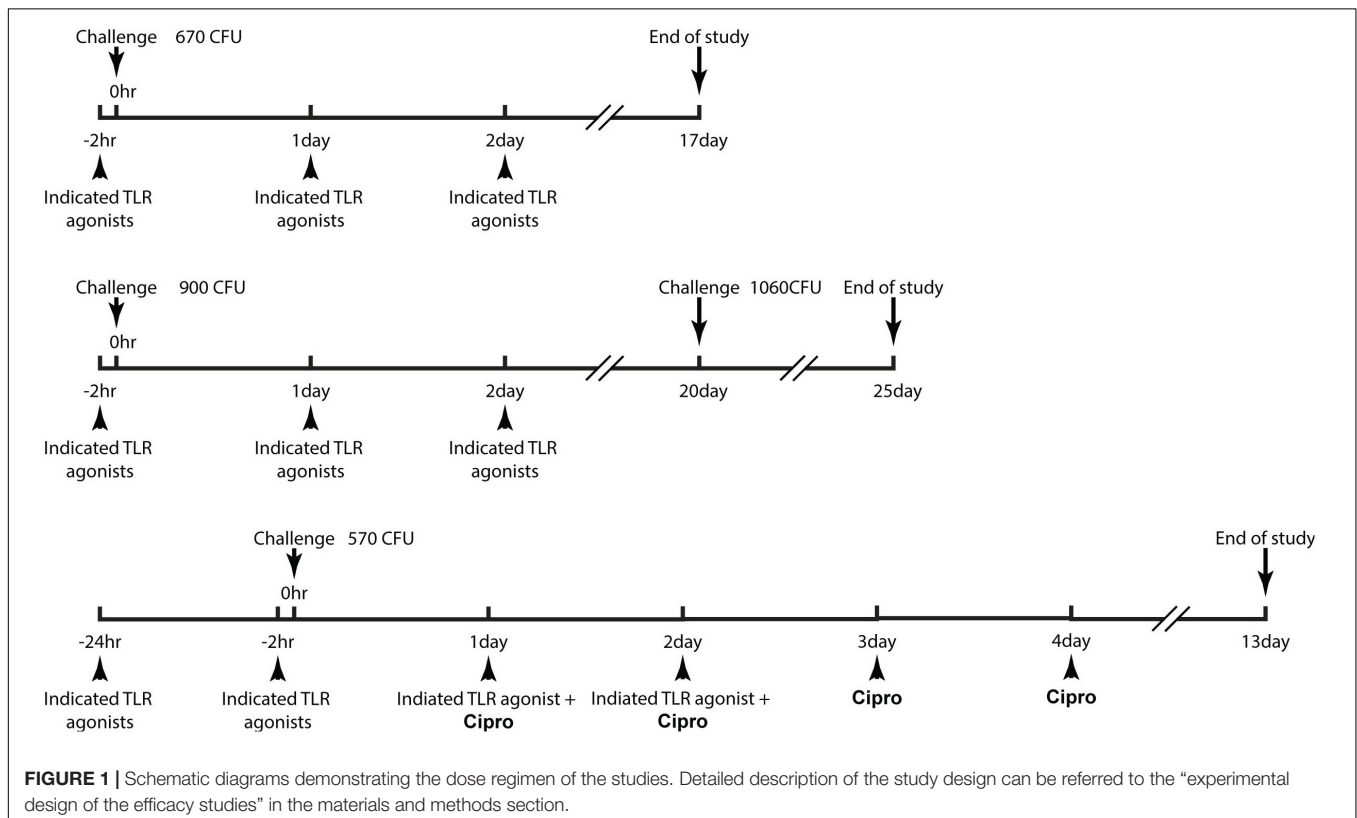 Challenge 670 CFU
End of study
0hr
-2hr
1day
2day
17day
Indicated TLR
agonists
Indicated TLR
agonists
Indicated TLR
agonists
Challenge 900 CFU
Challenge 1060CFU
End of study
0hr
-2hr
1day
2day
20day
25day
Indicated TLR
agonists
Indicated TLR
agonists
Indicated TLR
agonists
Challenge 570 CFU
End of study
0hr
-24hr
-2hr
1day
2day
3day
4day
13day
Indicated TLR
agonists
Indicated TLR
agonists
Indiated TLR agonist +
Cipro
Indiated TLR agonist +
Cipro
Cipro
Cipro
FIGURE 1 | Schematic diagrams demonstrating the dose regimen of the studies. Detailed description of the study design can be referred to the “experimental
design of the efficacy studies” in the materials and methods section.